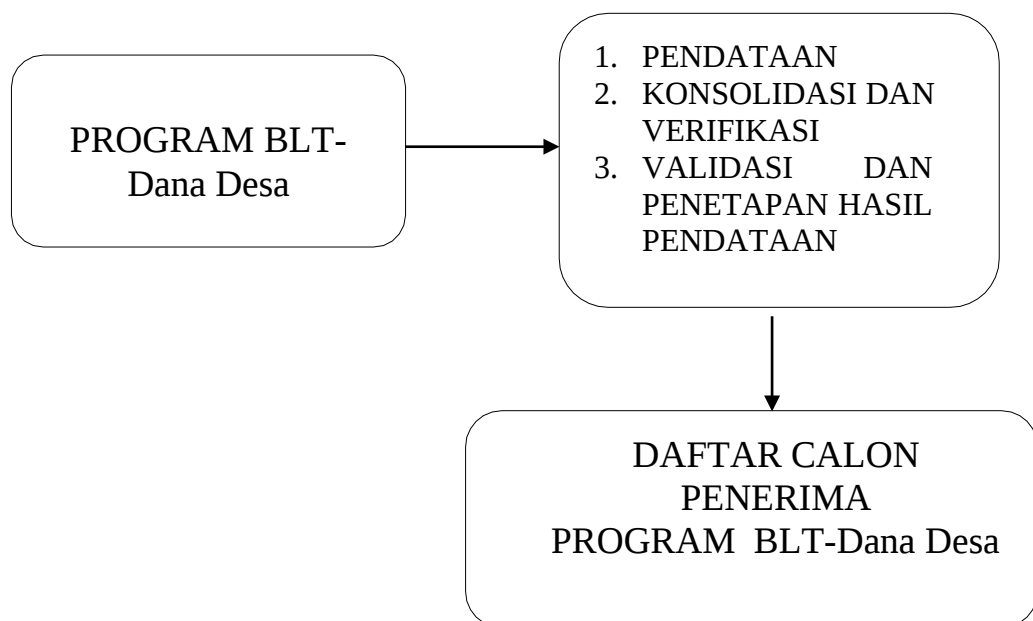 PROGRAM BLT-
Dana Desa
1. PENDATAAN
2. KONSOLIDASI DAN
VERIFIKASI
3. VALIDASI DAN
PENETAPAN HASIL
PENDATAAN
DAFTAR CALON
PENERIMA
PROGRAM BLT-Dana Desa